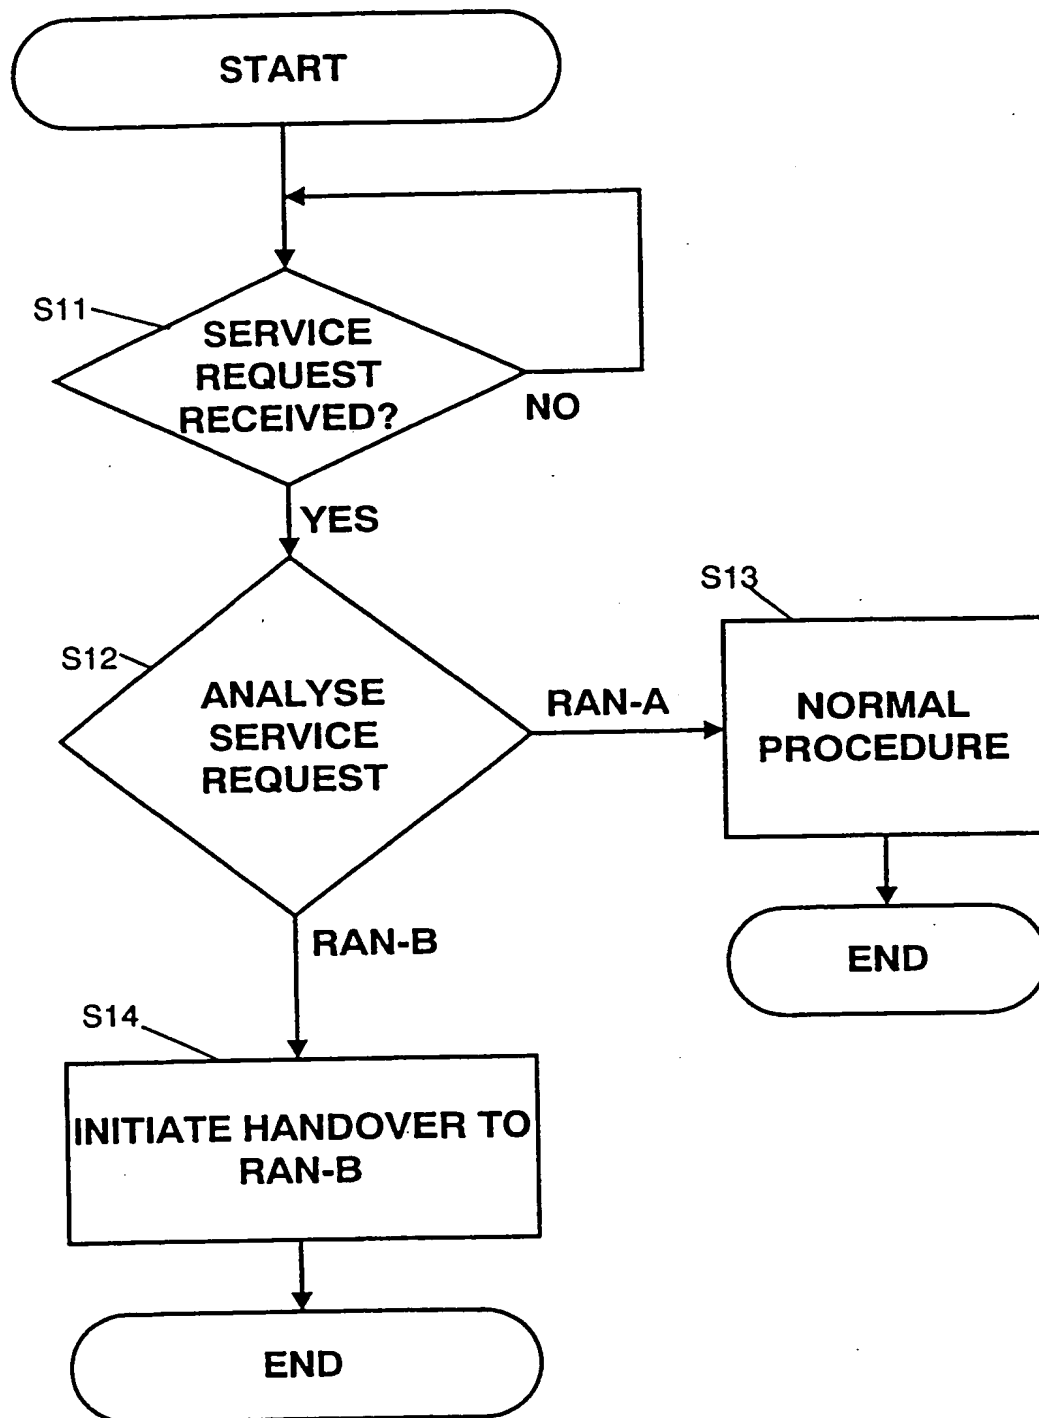 START
S11
SERVICE
REQUEST
RECEIVED?
NO
YES
S12
ANALYSE
SERVICE
REQUEST
RAN-A
S13
NORMAL
PROCEDURE
END
RAN-B
S14
INITIATE HANDOVER TO
RAN-B
END